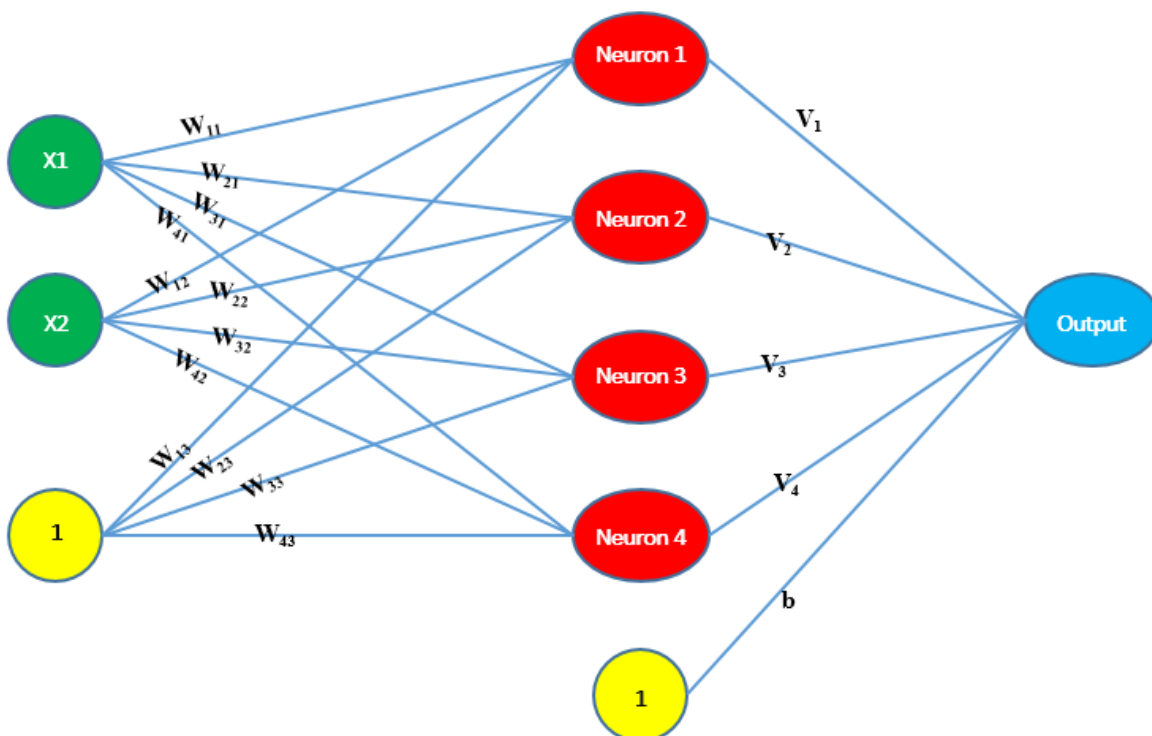 Neuron 1
V₁
W₁₁
X1
W₂₁
Neuron 2
W₃₁
W₄₁
V₂
W₁₂
W₂₂
X2
Output
W₃₂
W₄₂
V₃
Neuron 3
W₁₃
W₂₃
W₃₃
V₄
1
W₄₃
Neuron 4
b
1